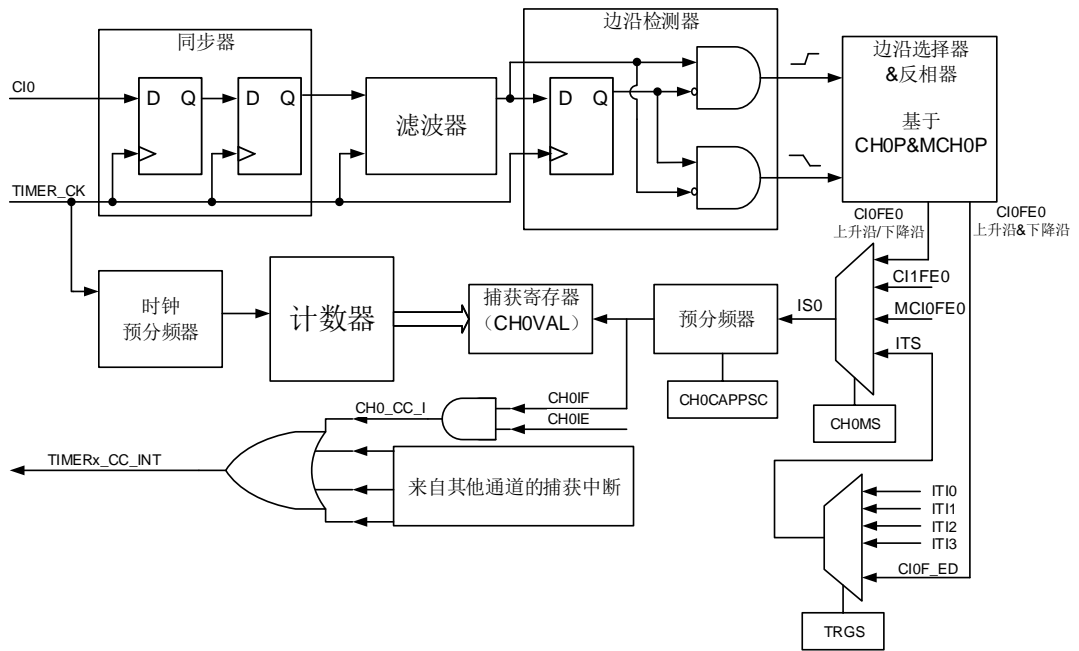 同步器
边沿检测器
CI0
D Q
D Q
滤波器
D Q
边沿选择器
&反相器
基于
CH0P&MCH0P
TIMER_CK
CI0FE0
上升沿/下降沿
CI0FE0
上升沿&下降沿
CI1FE0
MCI0FE0
ITS
时钟
预分频器
计数器
捕获寄存器
（CH0VAL）
预分频器
IS0
CH0CAPPSC
CH0MS
CH0_CC_I
CH0IF
CH0IE
TIMERx_CC_INT
来自其他通道的捕获中断
ITI0
ITI1
ITI2
ITI3
CI0F_ED
TRGS